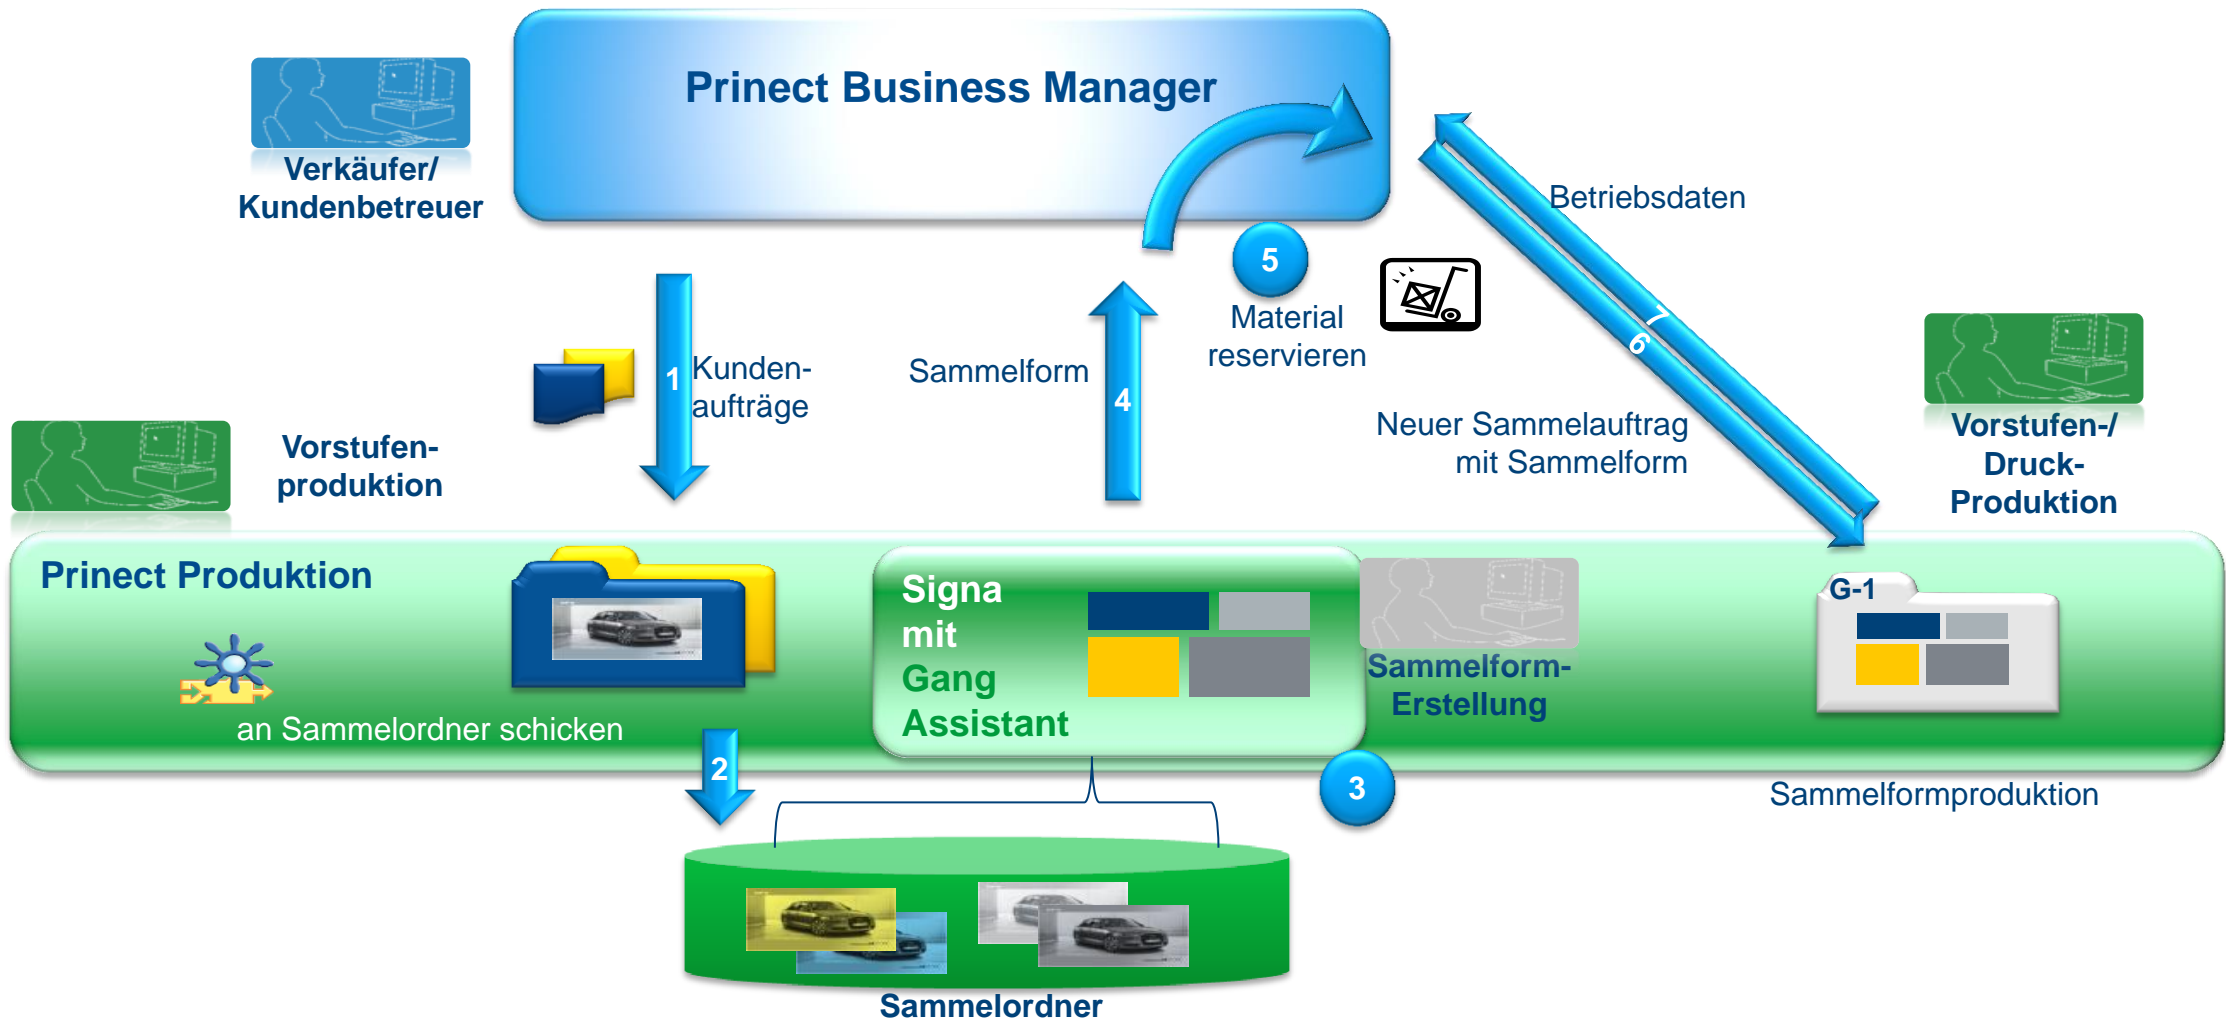 Prinect Business Manager
Verkäufer/
Kundenbetreuer
Betriebsdaten
5
Material
reservieren
7
6
1
Kunden-
aufträge
Sammelform
4
Neuer Sammelauftrag
mit Sammelform
Vorstufen-/
Druck-
Produktion
Vorstufen-
produktion
Prinect Produktion
an Sammelordner schicken
2
Signa
mit
Gang
Assistant
Sammelform-
Erstellung
3
G-1
Sammelformproduktion
Sammelordner